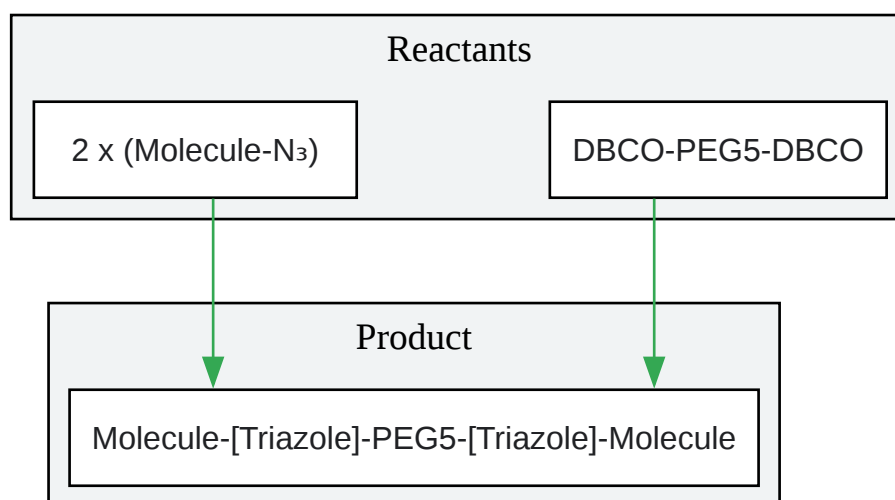 Reactants
2 x (Molecule-N₃)
DBCO-PEG5-DBCO
Product
Molecule-[Triazole]-PEG5-[Triazole]-Molecule